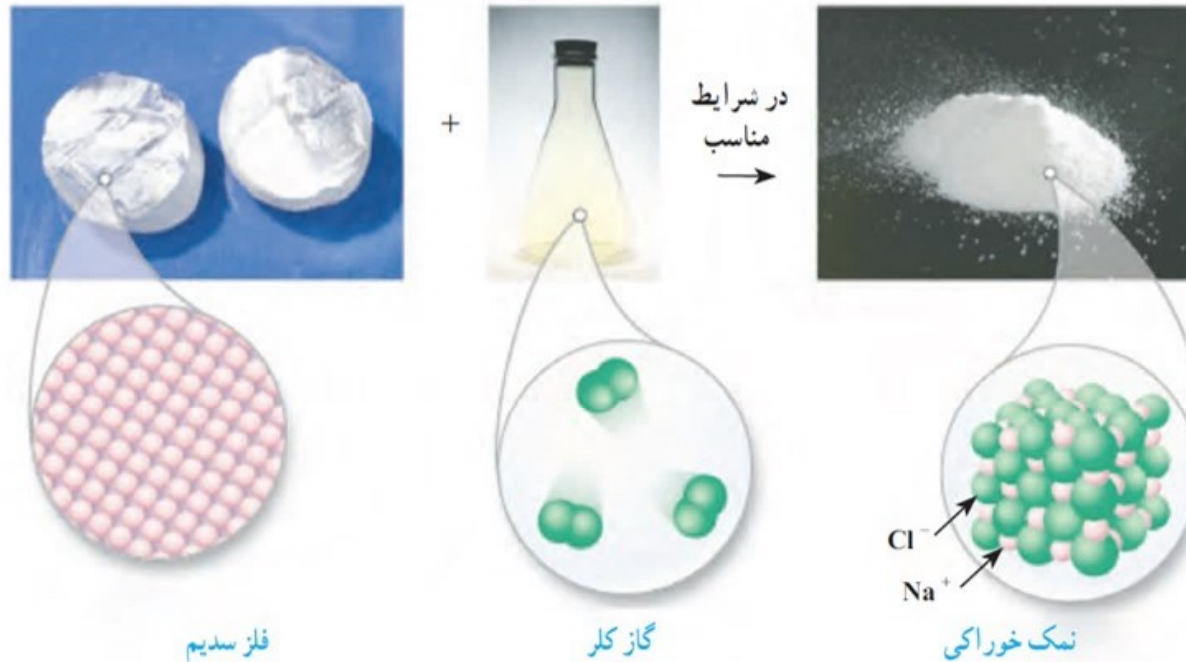 +
در شرایط
مناسب
→
Cl⁻
Na⁺
فلز سدیم
گاز کلر
نمک خوراکی